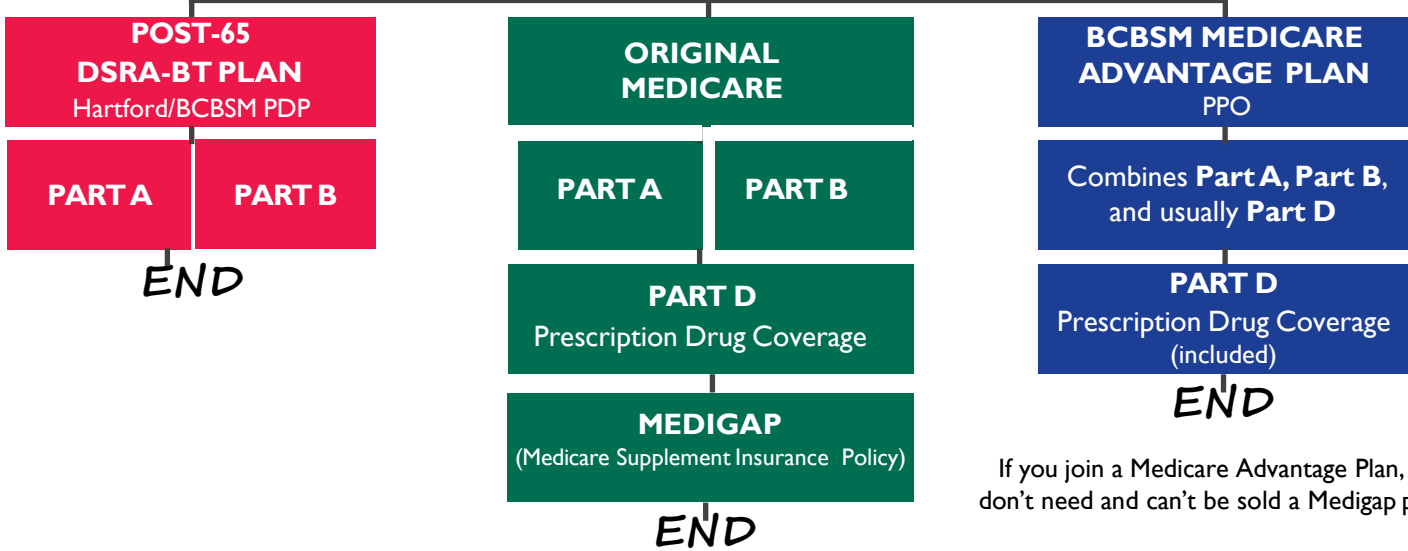 POST-65
DSRA-BT PLAN
Hartford/BCBSM PDP
PART A
PART B
END
ORIGINAL
MEDICARE
PART A
PART B
PART D
Prescription Drug Coverage
MEDIGAP
(Medicare Supplement Insurance Policy)
END
BCBSM MEDICARE
ADVANTAGE PLAN
PPO
Combines Part A, Part B,
and usually Part D
PART D
Prescription Drug Coverage
(included)
END
If you join a Medicare Advantage Plan,
don't need and can't be sold a Medigap